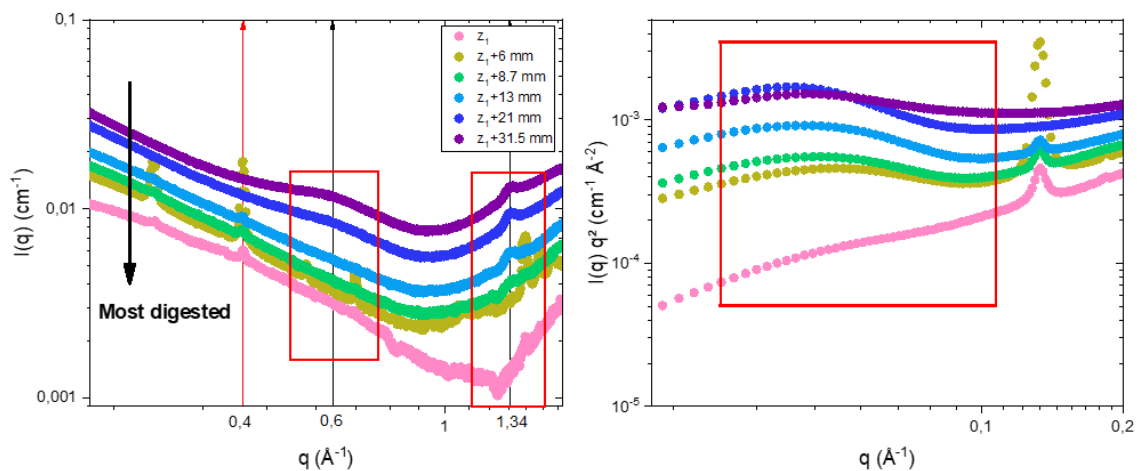 0,1
0,01
0,001
I(q) (cm⁻¹)
z₁
z₁+6 mm
z₁+8.7 mm
z₁+13 mm
z₁+21 mm
z₁+31.5 mm
Most digested
0,4
0,6
1
1,34
q (Å⁻¹)
10⁻³
10⁻⁴
10⁻⁵
I(q) q² (cm⁻¹ Å⁻²)
0,1
0,2
q (Å⁻¹)